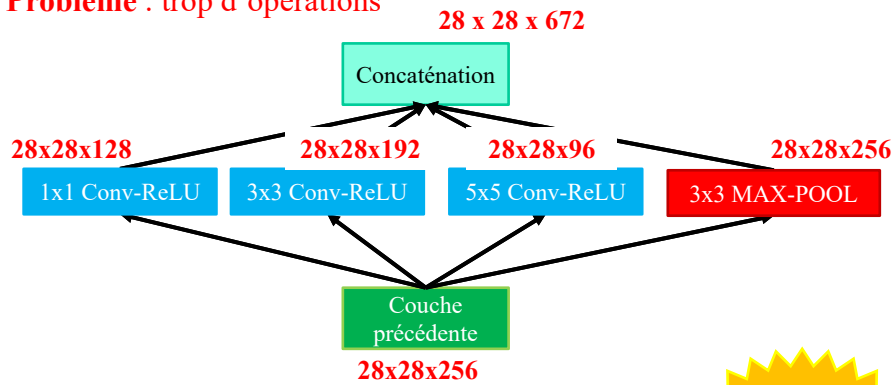 Problème : trop d'opérations
28 x 28 x 672
Concaténation
28x28x128
28x28x192
28x28x96
28x28x256
1x1 Conv-ReLU
3x3 Conv-ReLU
5x5 Conv-ReLU
3x3 MAX-POOL
Couche
précédente
28x28x256